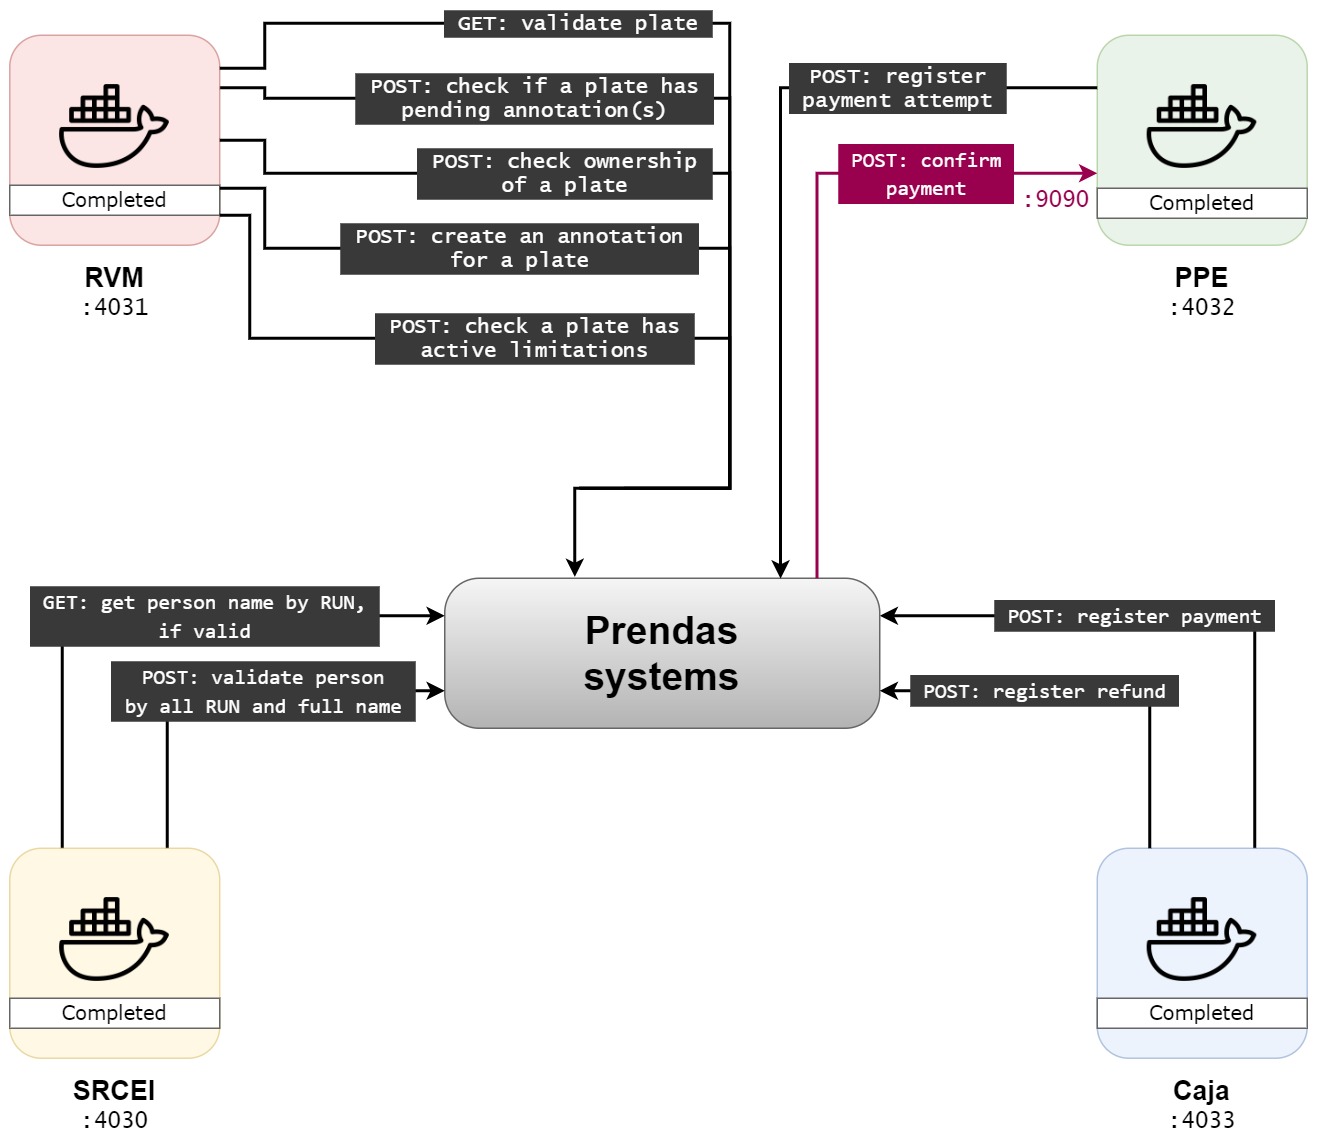 GET: validate plate
POST: check if a plate has
pending annotation(s)
POST: check ownership
of a plate
Completed
POST: create an annotation
for a plate
RVM
:4031
POST: check a plate has
active limitations
POST: register
payment attempt
POST: confirm
payment
:9090
Completed
PPE
:4032
GET: get person name by RUN,
if valid
POST: validate person
by all RUN and full name
Prendas
systems
POST: register payment
POST: register refund
Completed
SRCEI
:4030
Completed
Caja
:4033